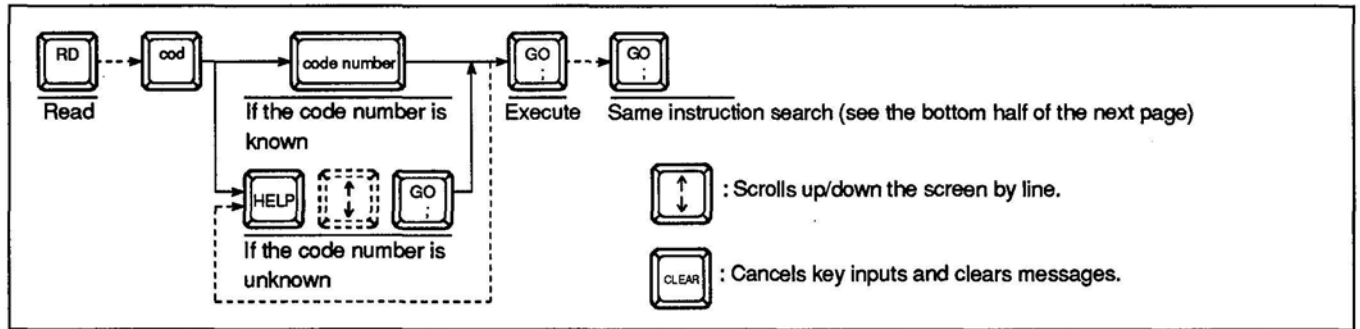 RD
cod
code number
GO
;
GO
;
Read
If the code number is
known
Execute
Same instruction search (see the bottom half of the next page)
HELP
GO
;
If the code number is
unknown
: Scrolls up/down the screen by line.
CLEAR
: Cancels key inputs and clears messages.